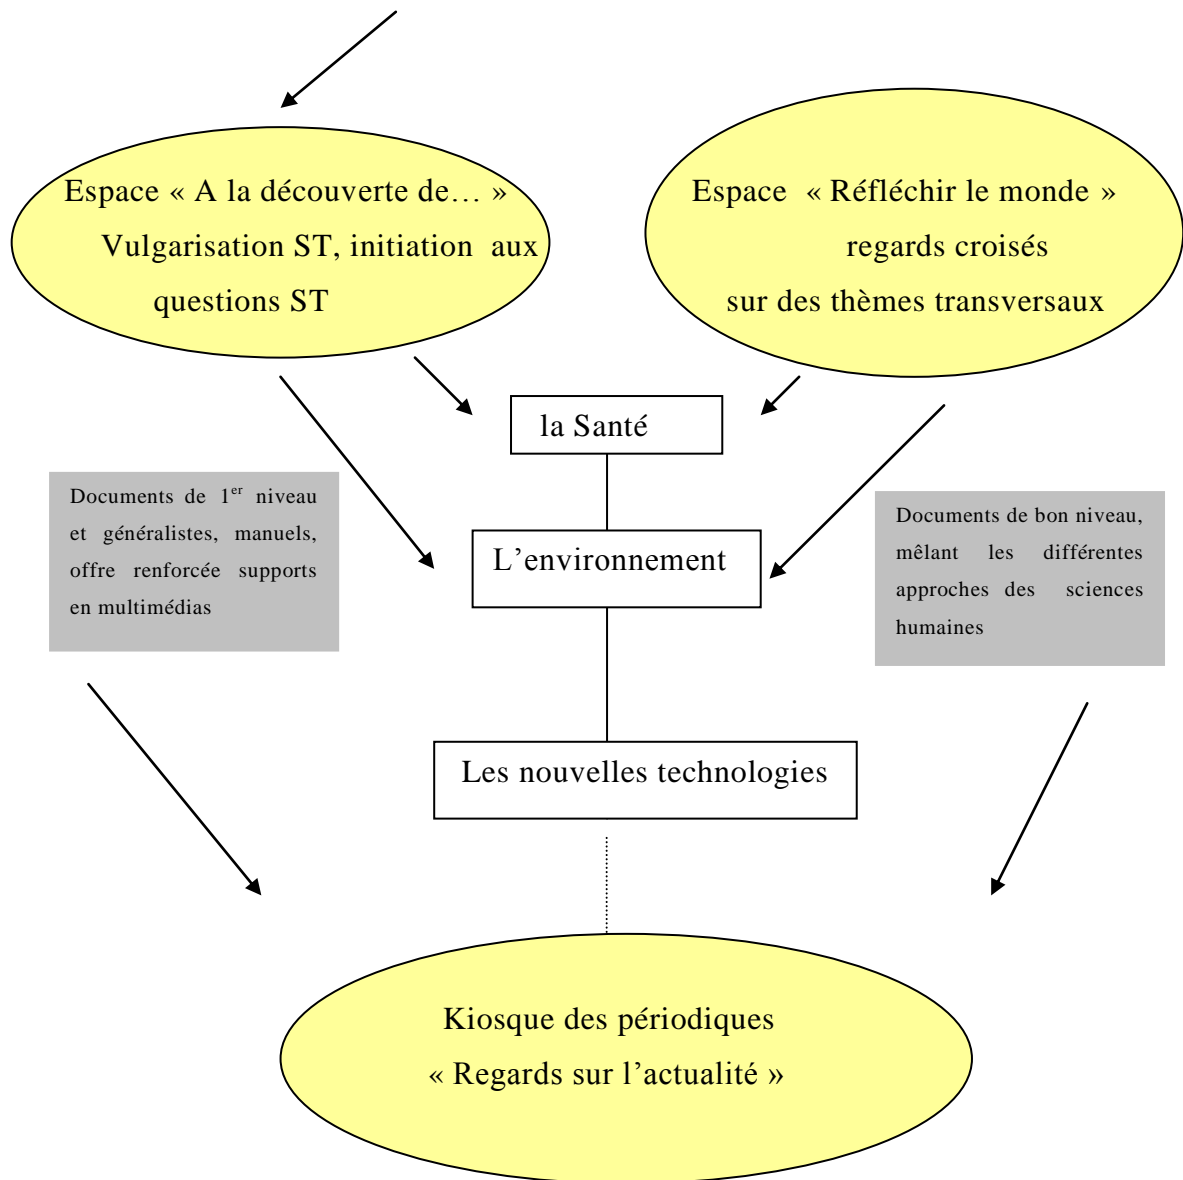 Espace « A la découverte de… »
Vulgarisation ST, initiation aux
questions ST
Espace « Réfléchir le monde »
regards croisés
sur des thèmes transversaux
la Santé
Documents de 1er niveau
et généralistes, manuels,
offre renforcée supports
en multimédias
L’environnement
Documents de bon niveau,
mêlant les différentes
approches des sciences
humaines
Les nouvelles technologies
Kiosque des périodiques
« Regards sur l’actualité »